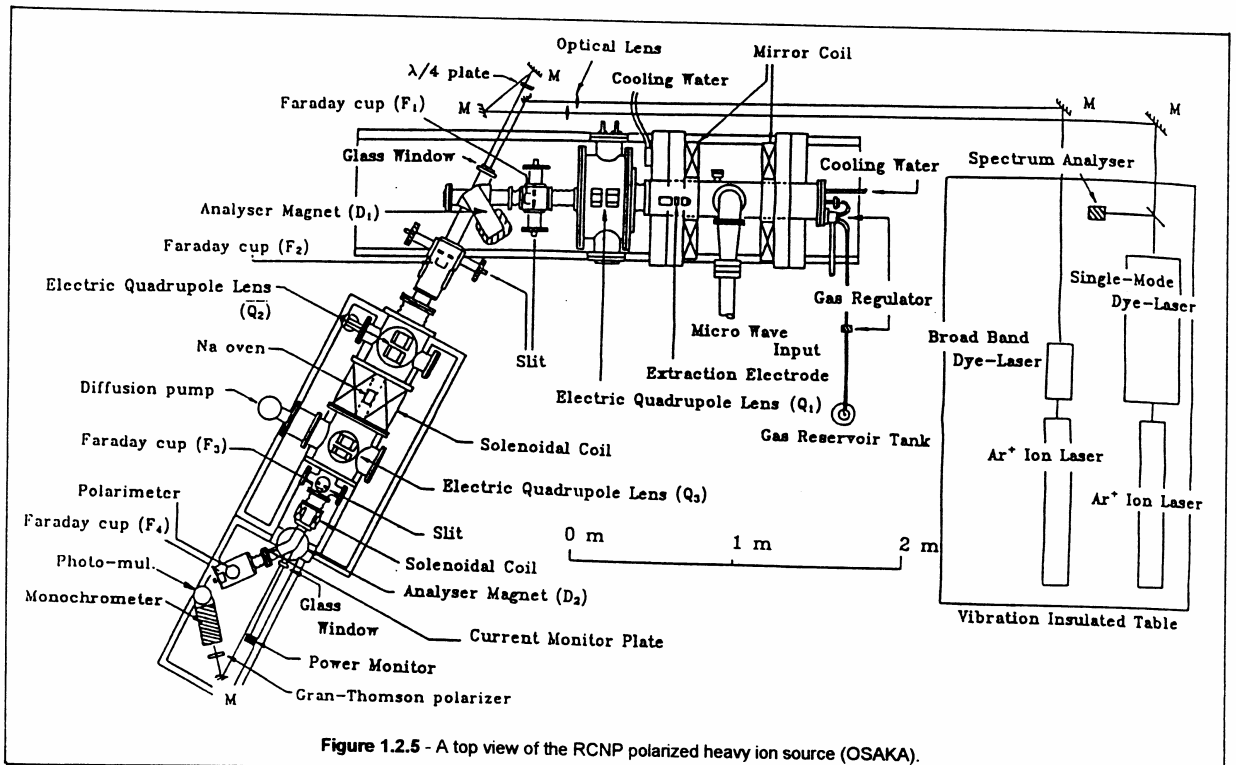 Optical Lens
Mirror Coil
λ/4 plate
M
Cooling Water
Faraday cup (F₁)
M
M
M
Glass Window
Cooling Water
Spectrum Analyser
Analyser Magnet (D₁)
Faraday cup (F₂)
Electric Quadrupole Lens
(Q̅2̅)
Gas Regulator
Single-Mode
Dye-Laser
Micro Wave
Input
Broad Band
Dye-Laser
Na oven
Slit
Extraction Electrode
Diffusion pump
Electric Quadrupole Lens (Q₁)
Solenoidal Coil
Gas Reservoir Tank
Faraday cup (F₃)
Ar⁺ Ion Laser
Electric Quadrupole Lens (Q₃)
Ar⁺ Ion Laser
Polarimeter
Slit
0 m
1 m
2 m
Faraday cup (F₄)
Solenoidal Coil
Photo-mul.
Analyser Magnet (D₂)
Monochrometer
Glass
Window
Current Monitor Plate
Vibration Insulated Table
Power Monitor
M
Gran-Thomson polarizer
Figure 1.2.5 - A top view of the RCNP polarized heavy ion source (OSAKA).